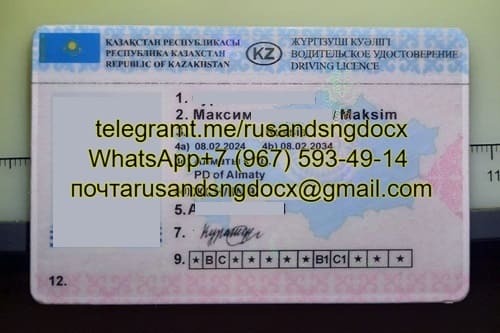 ҚАЗАҚСТАН РЕСПУБЛИКАСЫ
РЕСПУБЛИКА КАЗАХСТАН
REPUBLIC OF KAZAKHSTAN
KZ
ЖҮРГІЗУШІ КУӘЛІГІ
ВОДИТЕЛЬСКОЕ УДОСТОВЕРЕНИЕ
DRIVING LICENCE
1.
2. Максим / Maksim
telegramt.me/rusandsngdocx
4a) 08.02.2024 4b) 08.02.2034
WhatsApp+7 (967) 593-49-14
PD of Almaty
почтаrusandsngdocx@gmail.com
5.
7.
9. * B C * * * * * B1 C1 * * *
12.